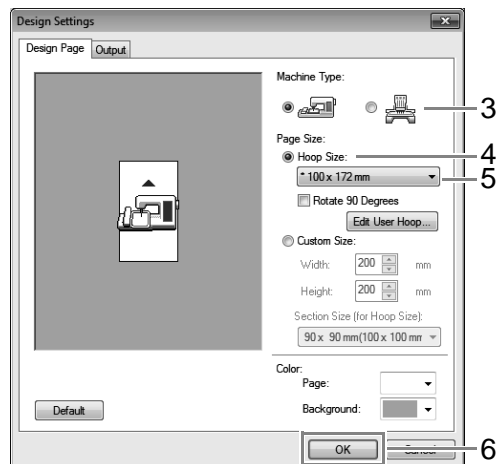 Design Settings
Design Page Output
Machine Type:
3
Page Size:
Hoop Size:
4
* 100 x 172 mm
5
Rotate 90 Degrees
Edit User Hoop...
Custom Size:
Width: 200 mm
Height: 200 mm
Section Size (for Hoop Size):
90 x 90 mm(100 x 100 mm
Color:
Page:
Default
Background:
OK
Cancel
6